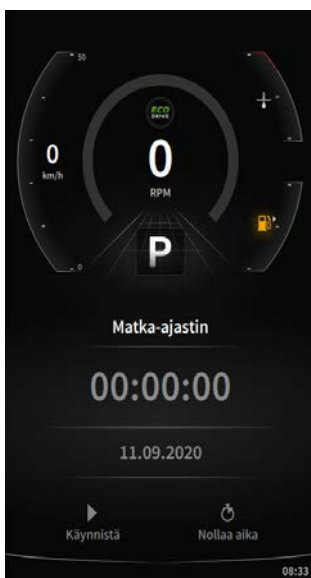 50
ECO
DRIVE
0
km/h
0
RPM
P
0
Matka-ajastin
00:00:00
11.09.2020
Käynnistä
Nollaa aika
08:33